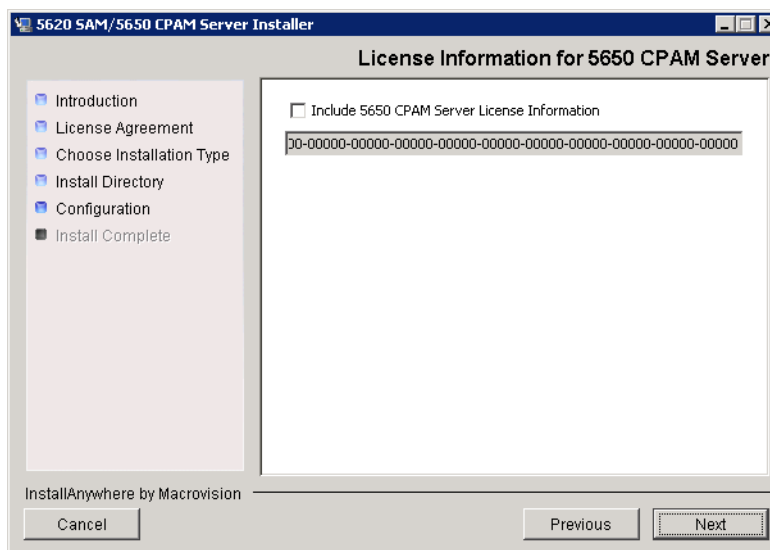 5620 SAM/5650 CPAM Server Installer
License Information for 5650 CPAM Server
Introduction
License Agreement
Choose Installation Type
Install Directory
Configuration
Install Complete
Include 5650 CPAM Server License Information
00-00000-00000-00000-00000-00000-00000-00000-00000-00000-00000
InstallAnywhere by Macrovision
Cancel
Previous
Next